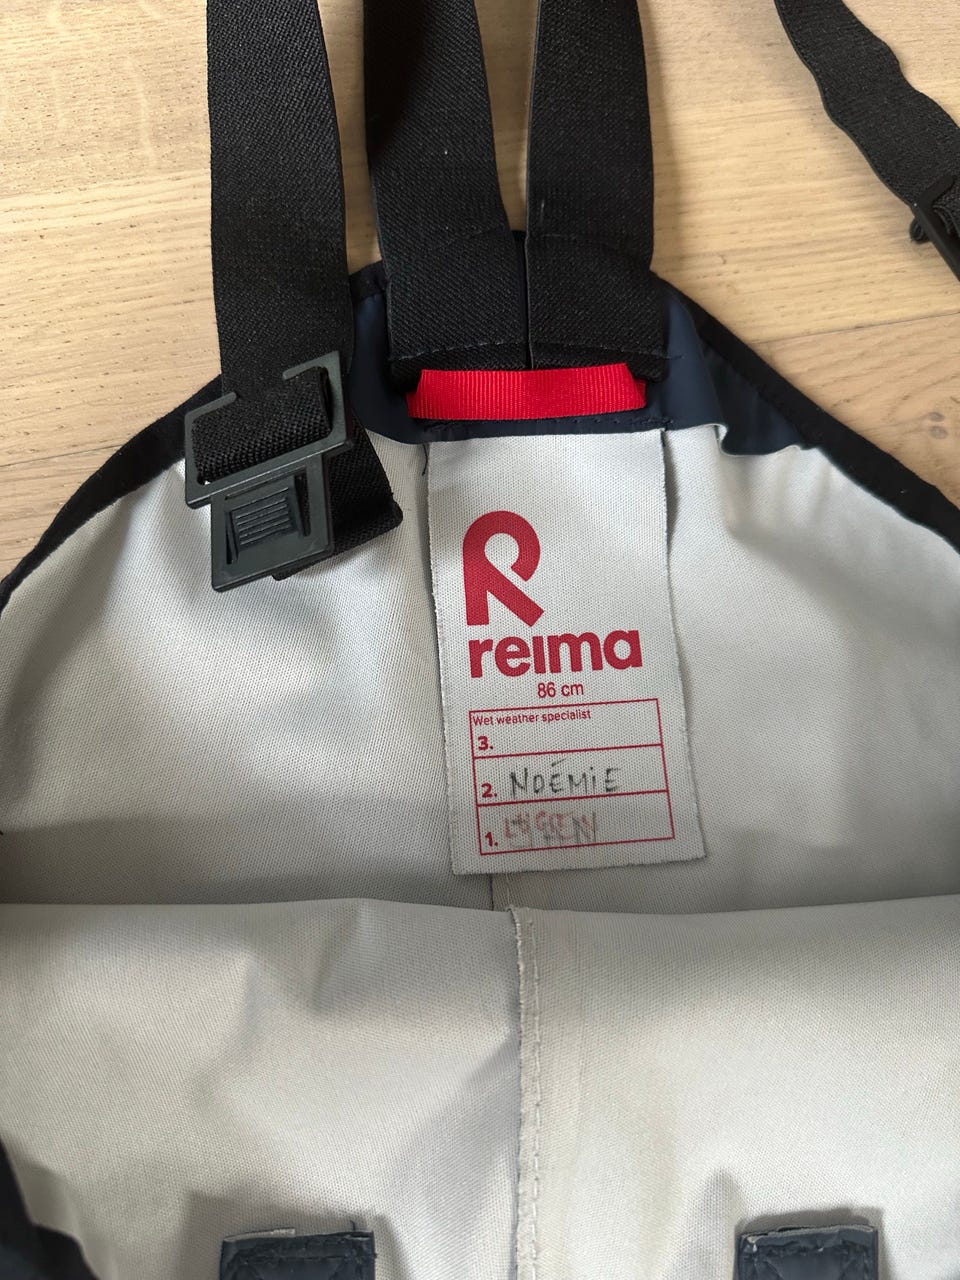 reima
86 cm
Wet weather specialist
3.
2. NOÉMIE
1.